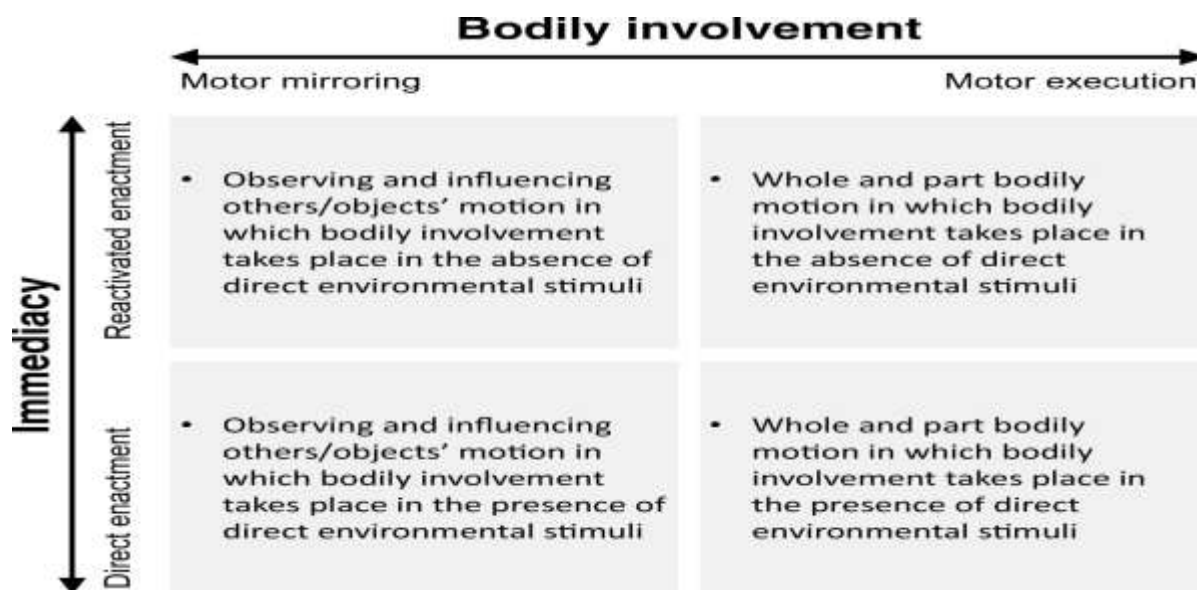 Bodily involvement
Motor mirroring
Motor execution
Immediacy
Reactivated enactment
• Observing and influencing
others/objects’ motion in
which bodily involvement
takes place in the absence of
direct environmental stimuli
• Whole and part bodily
motion in which bodily
involvement takes place in
the absence of direct
environmental stimuli
Direct enactment
• Observing and influencing
others/objects’ motion in
which bodily involvement
takes place in the presence of
direct environmental stimuli
• Whole and part bodily
motion in which bodily
involvement takes place in
the presence of direct
environmental stimuli